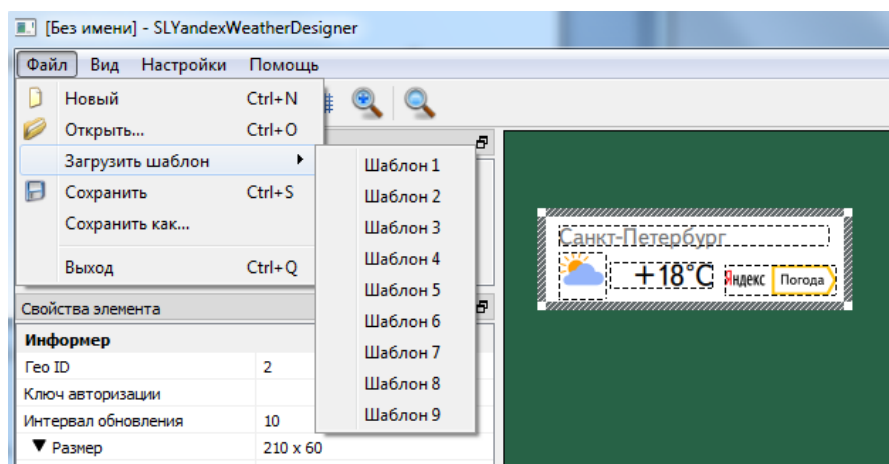 [Без имени] - SLYandexWeatherDesigner
Файл Вид Настройки Помощь
Новый Ctrl+N
Открыть... Ctrl+O
Загрузить шаблон
Сохранить Ctrl+S
Сохранить как...
Выход Ctrl+Q
Шаблон 1
Шаблон 2
Шаблон 3
Шаблон 4
Шаблон 5
Шаблон 6
Шаблон 7
Шаблон 8
Шаблон 9
Свойства элемента
Информер
Гео ID 2
Ключ авторизации
Интервал обновления 10
Размер 210 x 60
Санкт-Петербург
+18°C Яндекс Погода